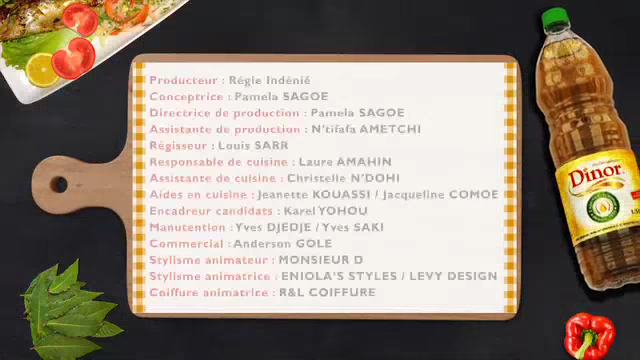 Producteur : Régie Indénié
Conceptrice : Pamela SAGOE
Directrice de production : Pamela SAGOE
Assistante de production : N'tifafa AMETCHI
Régisseur : Louis SARR
Responsable de cuisine : Laure AMAHIN
Assistante de cuisine : Christelle N'DOHI
Aides en cuisine : Jeanette KOUASSI / Jacqueline COMOE
Encadreur candidats : Karel YOHOU
Manutention : Yves DJEDJE / Yves SAKI
Commercial : Anderson GOLE
Stylisme animateur : MONSIEUR D
Stylisme animatrice : ENIOLA'S STYLES / LEVY DESIGN
Coiffure animatrice : R&L COIFFURE
Dinor